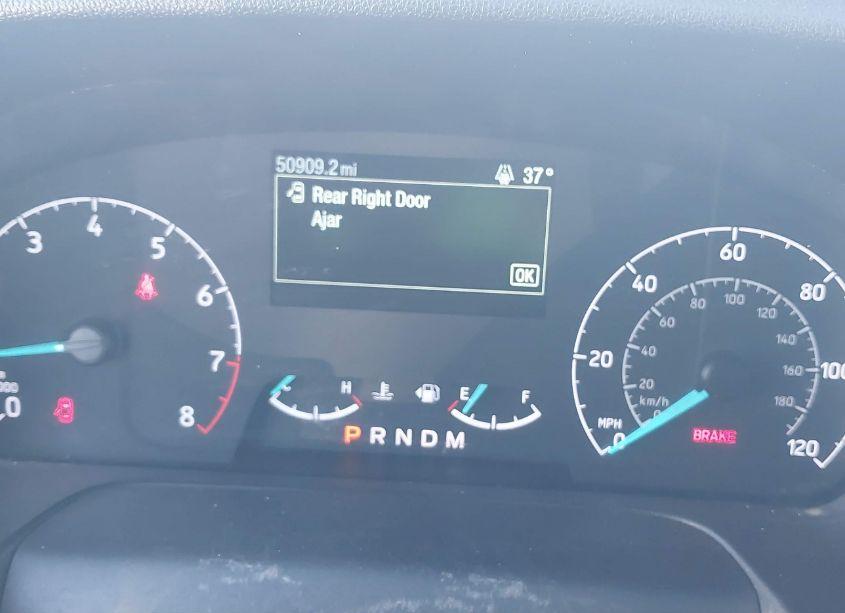 50909.2 mi 37°
Rear Right Door
Ajar
OK
3 4 5 6 7 8
0
C H
E F
P R N D M
0 20 40 60 80 100 120
MPH
20 40 60 80 100 120 140 160 180
km/h
BRAKE